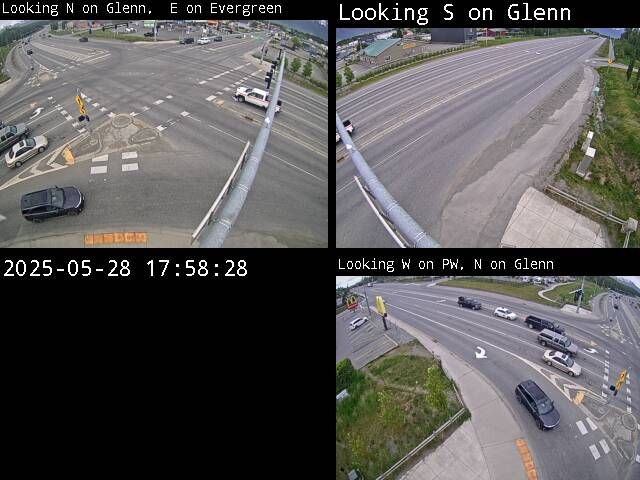 Looking N on Glenn,  E on Evergreen
Looking S on Glenn
2025-05-28 17:58:28
Looking W on PW, N on Glenn